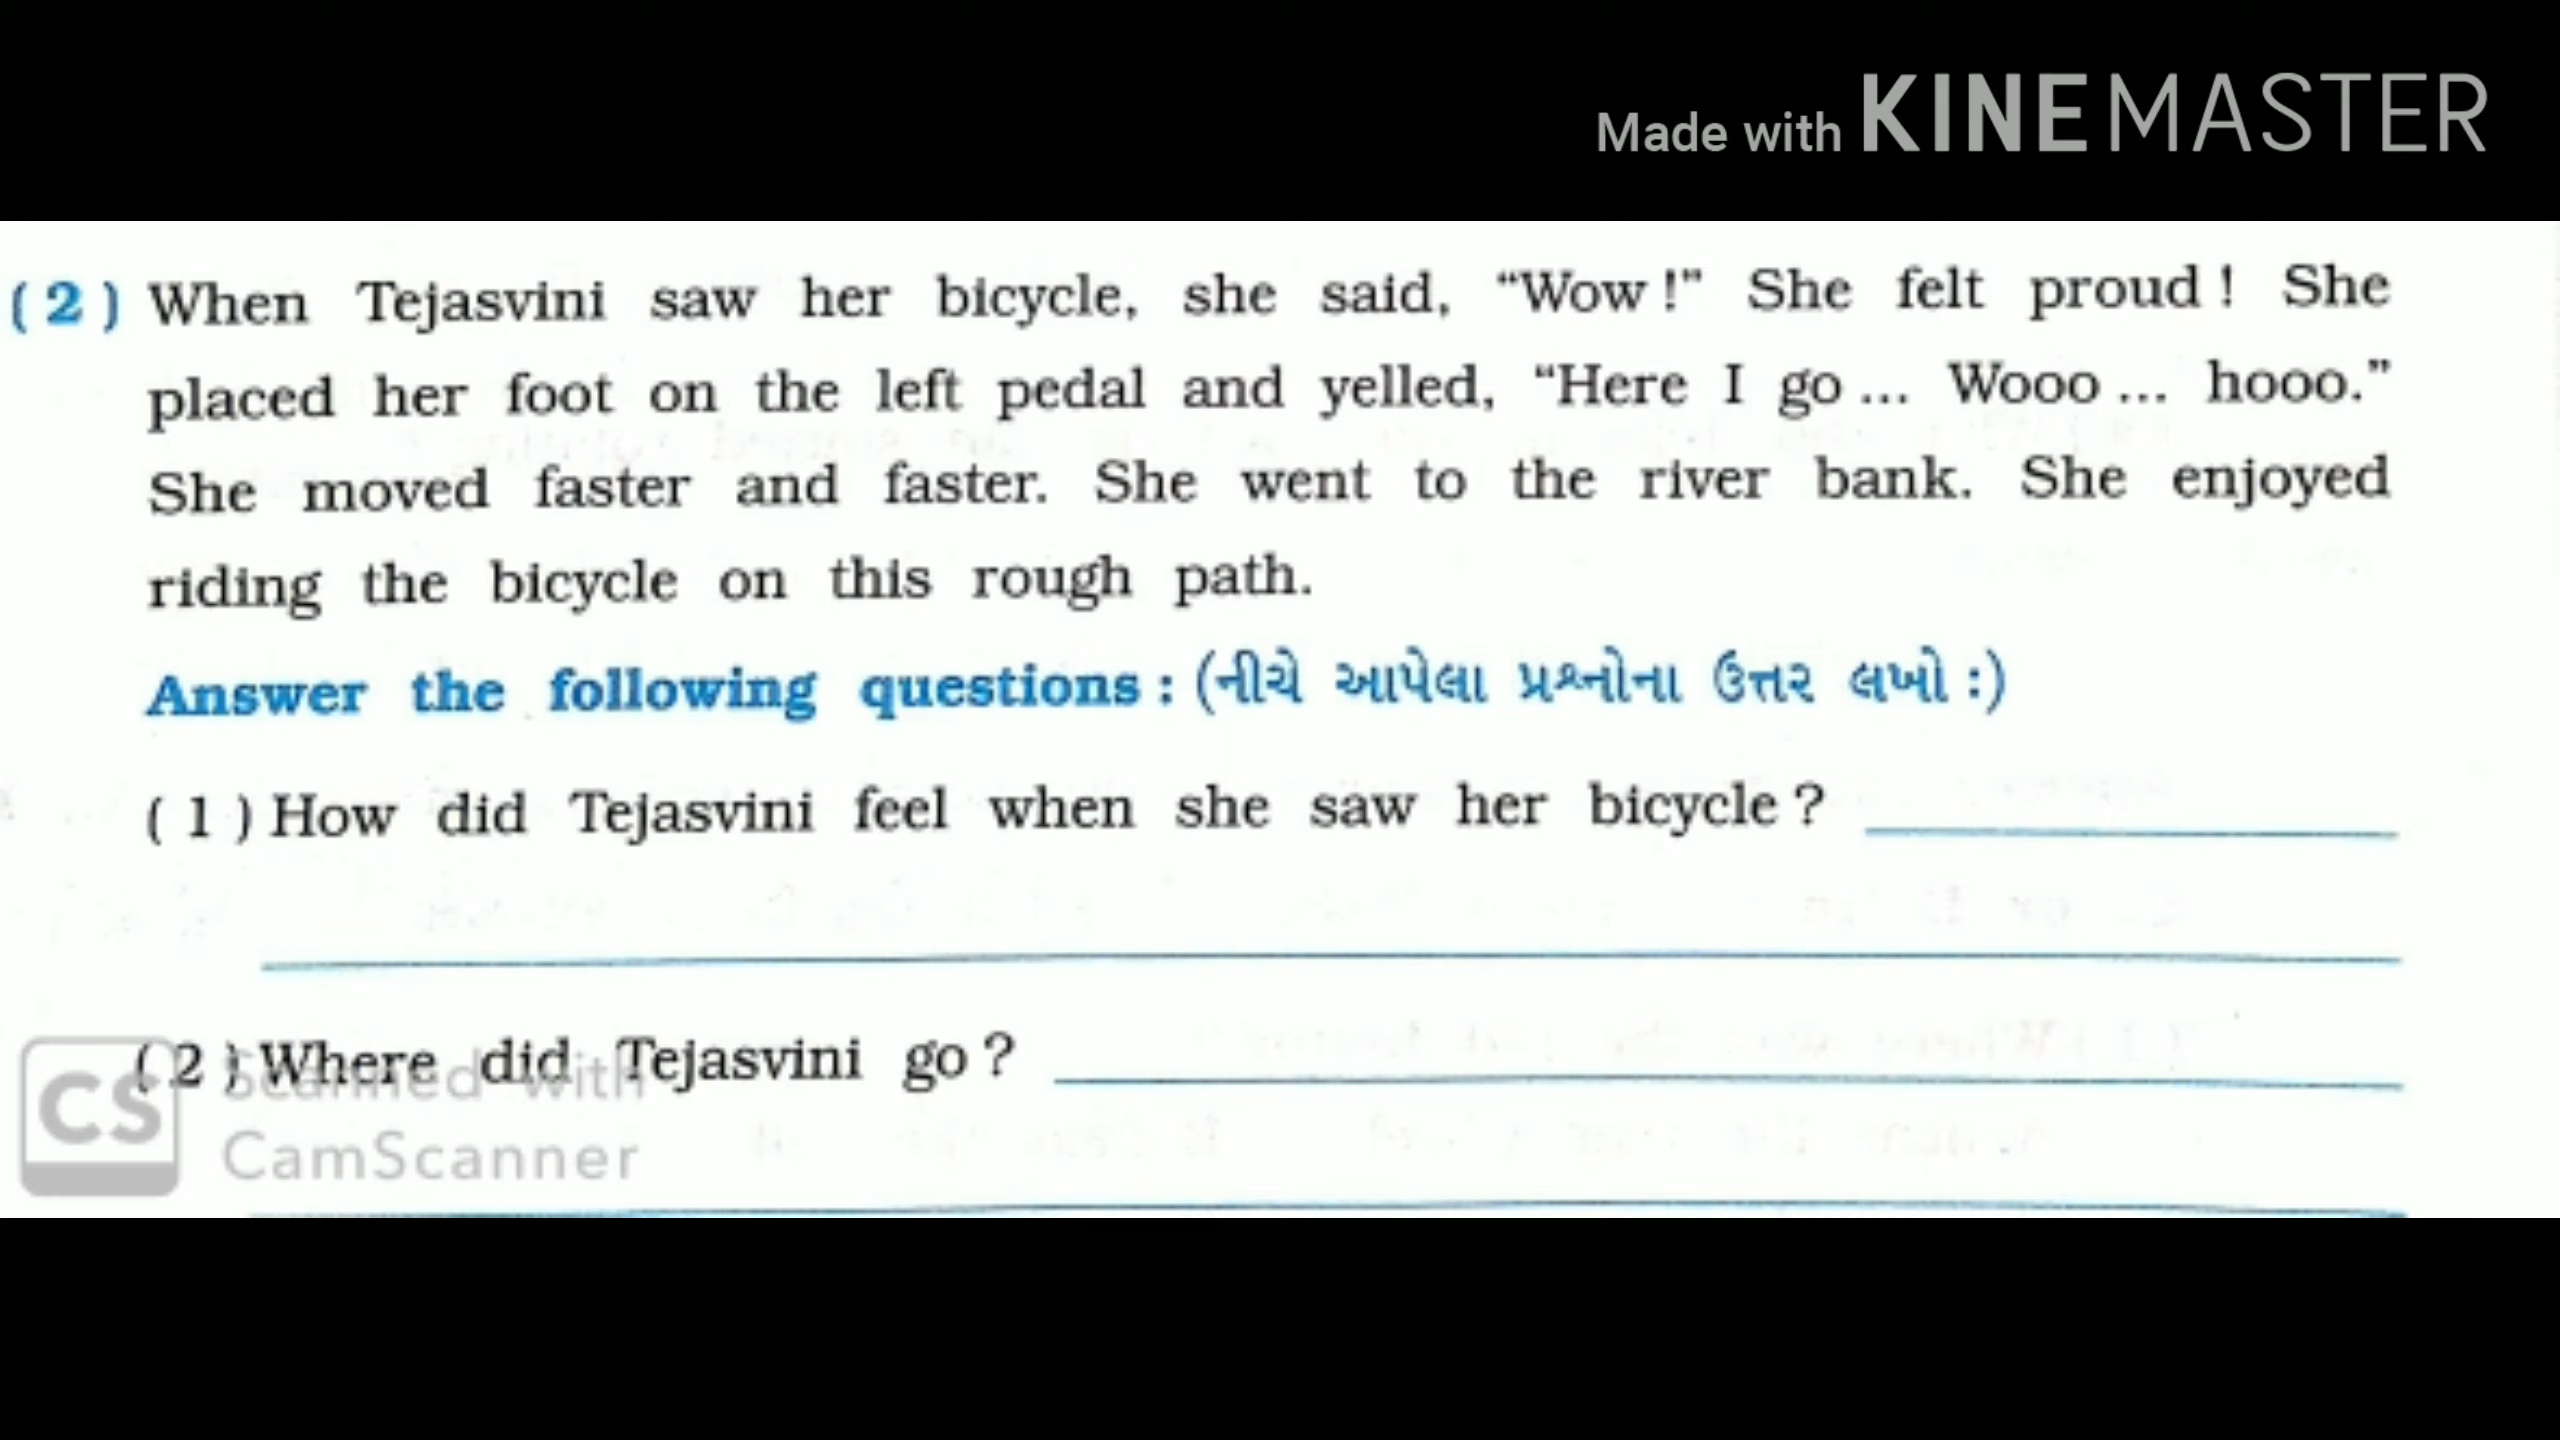 Made with KINEMASTER
( 2 ) When Tejasvini saw her bicycle, she said, “Wow !” She felt proud ! She
placed her foot on the left pedal and yelled, “Here I go ... Wooo ... hooo.”
She moved faster and faster. She went to the river bank. She enjoyed
riding the bicycle on this rough path.
Answer the following questions : (નીચે આપેલા પ્રશ્નોના ઉત્તર લખો :)
( 1 ) How did Tejasvini feel when she saw her bicycle ?
( 2 ) Where did Tejasvini go ?
CS Scanned with
CamScanner